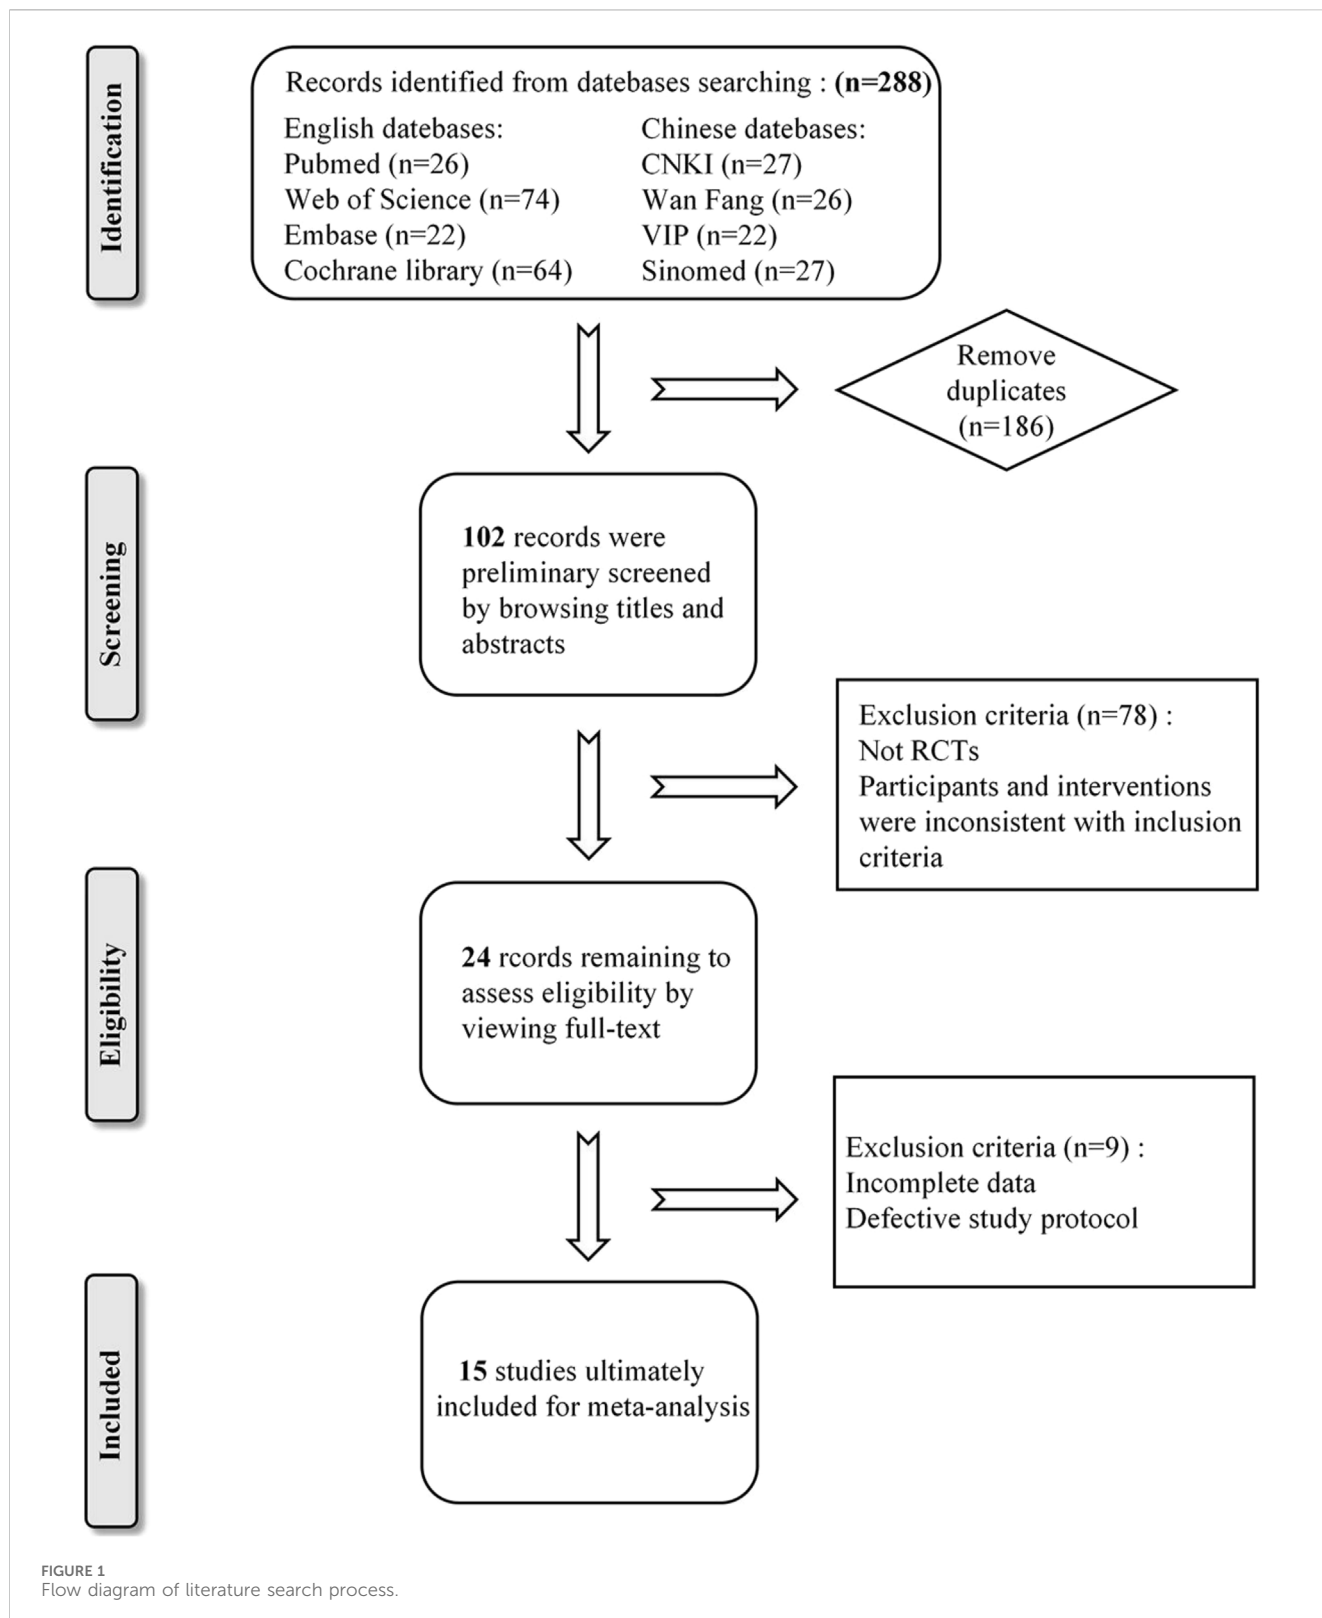 Identification
Records identified from datebases searching : (n=288)
English datebases:
Pubmed (n=26)
Web of Science (n=74)
Embase (n=22)
Cochrane library (n=64)
Chinese datebases:
CNKI (n=27)
Wan Fang (n=26)
VIP (n=22)
Sinomed (n=27)
Remove
duplicates
(n=186)
Screening
102 records were
preliminary screened
by browsing titles and
abstracts
Exclusion criteria (n=78) :
Not RCTs
Participants and interventions
were inconsistent with inclusion
criteria
Eligibility
24 rcords remaining to
assess eligibility by
viewing full-text
Exclusion criteria (n=9) :
Incomplete data
Defective study protocol
Included
15 studies ultimately
included for meta-analysis
FIGURE 1
Flow diagram of literature search process.